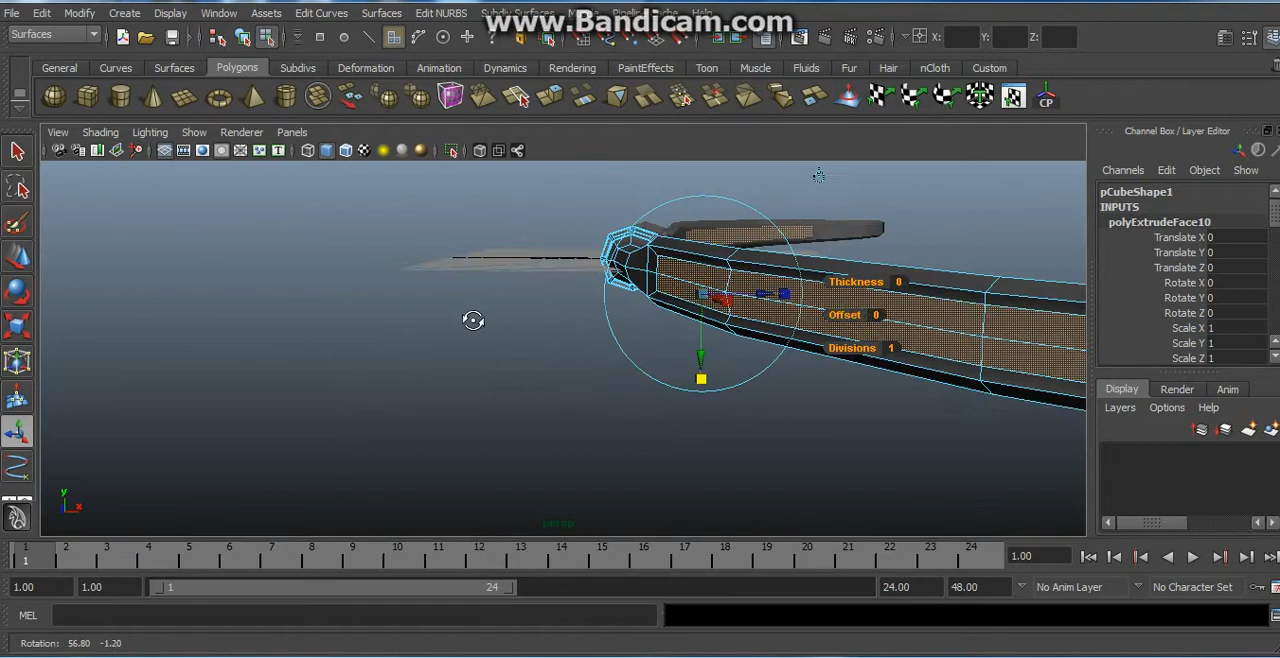 www.Bandicam.com
File Edit Modify Create Display Window Assets Edit Curves Surfaces Edit NURBS Subdiv Surfaces
Surfaces X: Y: Z:
General Curves Surfaces Polygons Subdivs Deformation Animation Dynamics Rendering PaintEffects Toon Muscle Fluids Fur Hair nCloth Custom
CP
View Shading Lighting Show Renderer Panels
Channel Box / Layer Editor
Channels Edit Object Show
pCubeShape1
INPUTS
polyExtrudeFace10
Translate X 0
Translate Y 0
Translate Z 0
Rotate X 0
Rotate Y 0
Rotate Z 0
Scale X 1
Scale Y 1
Scale Z 1
Thickness 0
Offset 0
Divisions 1
Display Render Anim
Layers Options Help
y
x
persp
1 2 3 4 5 6 7 8 9 10 11 12 13 14 15 16 17 18 19 20 21 22 23 24
1 1.00
1.00 1.00 1 24 24.00 48.00 No Anim Layer No Character Set
MEL
Rotation: 56.80 -1.20